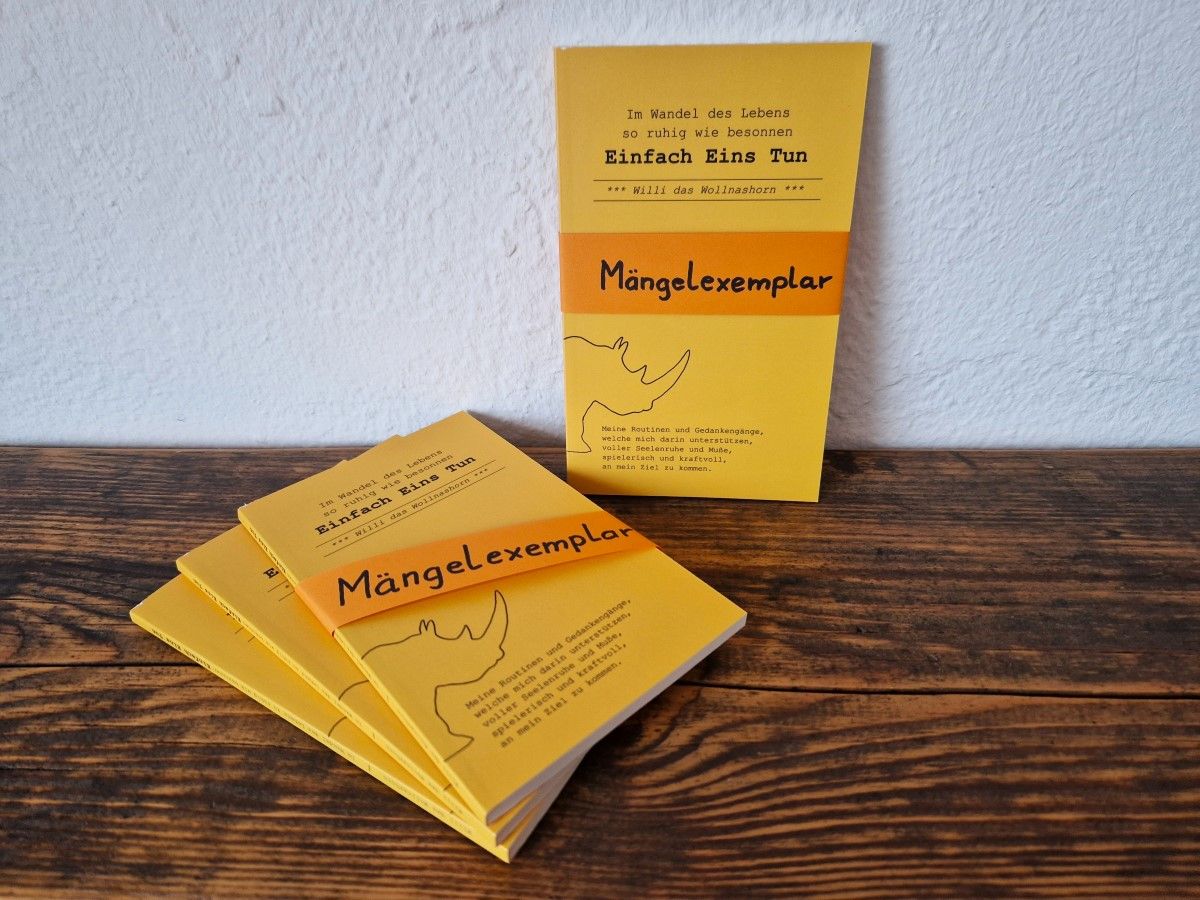 Im Wandel des Lebens
so ruhig wie besonnen
Einfach Eins Tun
*** Willi das Wollnashorn ***
Mängelexemplar
Meine Routinen und Gedankengänge,
welche mich darin unterstützen,
voller Seelenruhe und Muße,
spielerisch und kraftvoll,
an mein Ziel zu kommen.
Im Wandel des Lebens
so ruhig wie besonnen
Einfach Eins Tun
*** Willi das Wollnashorn ***
Mängelexemplar
Meine Routinen und Gedankengänge,
welche mich darin unterstützen,
voller Seelenruhe und Muße,
spielerisch und kraftvoll,
an mein Ziel zu kommen.